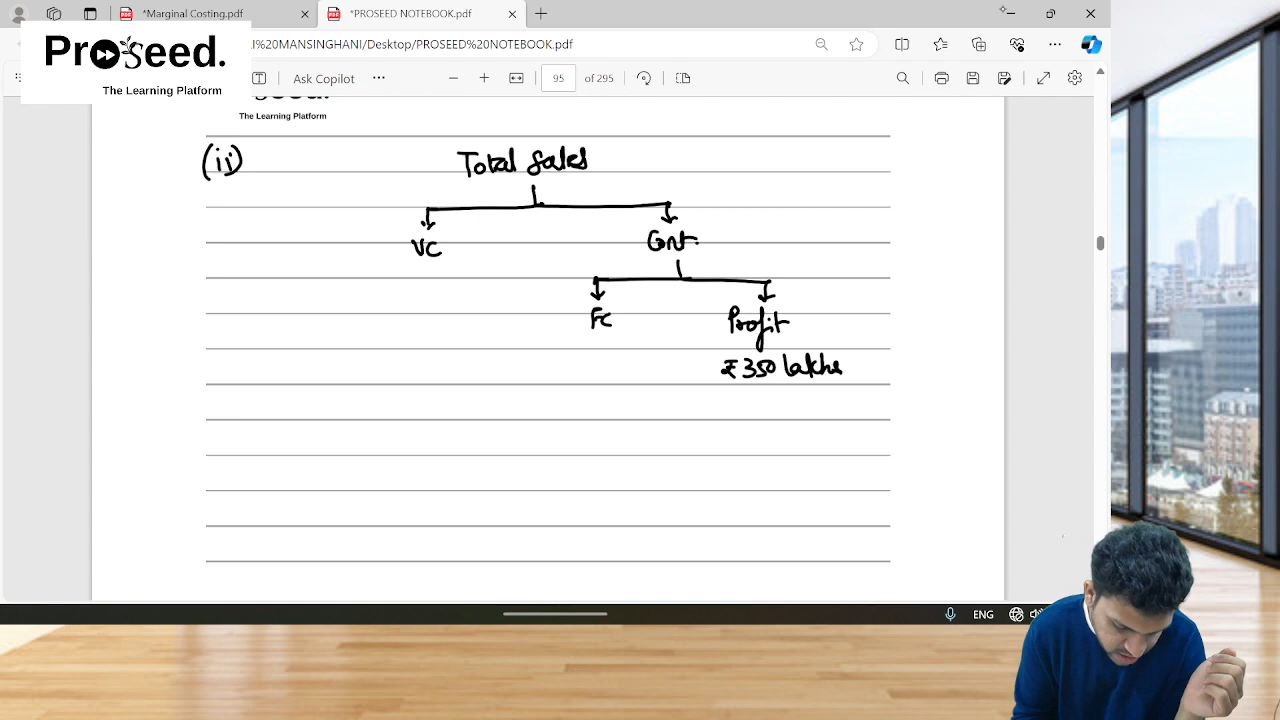 *Marginal Costing.pdf
*PROSEED NOTEBOOK.pdf
Proseed.
The Learning Platform
I%20MANSINGHANI/Desktop/PROSEED%20NOTEBOOK.pdf
Ask Copilot
95 of 295
The Learning Platform
(ii)
Total Sales
VC
Cont.
FC
Profit
₹350 lakhs
ENG